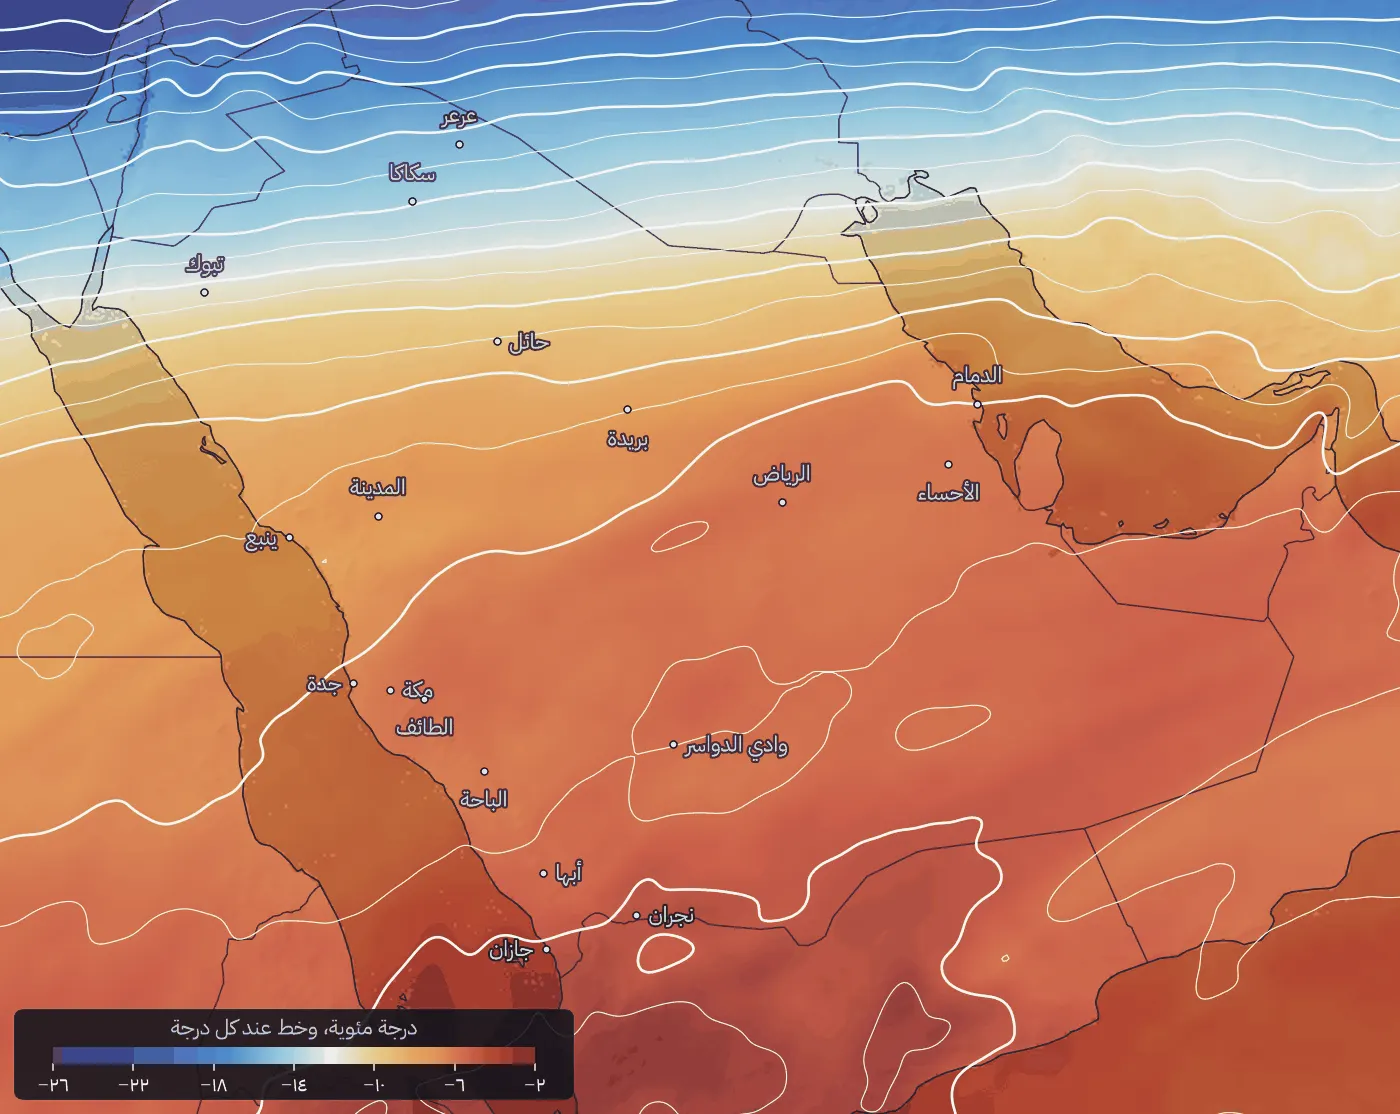 عرعر
سكاكا
تبوك
حائل
الدمام
بريدة
الرياض
المدينة
الأحساء
ينبع
جدة
مكة
الطائف
وادي الدواسر
الباحة
أبها
نجران
جازان
درجة مئوية، وخط عند كل درجة
−٢٦ −٢٢ −١٨ −١٤ −١٠ −٦ −٢